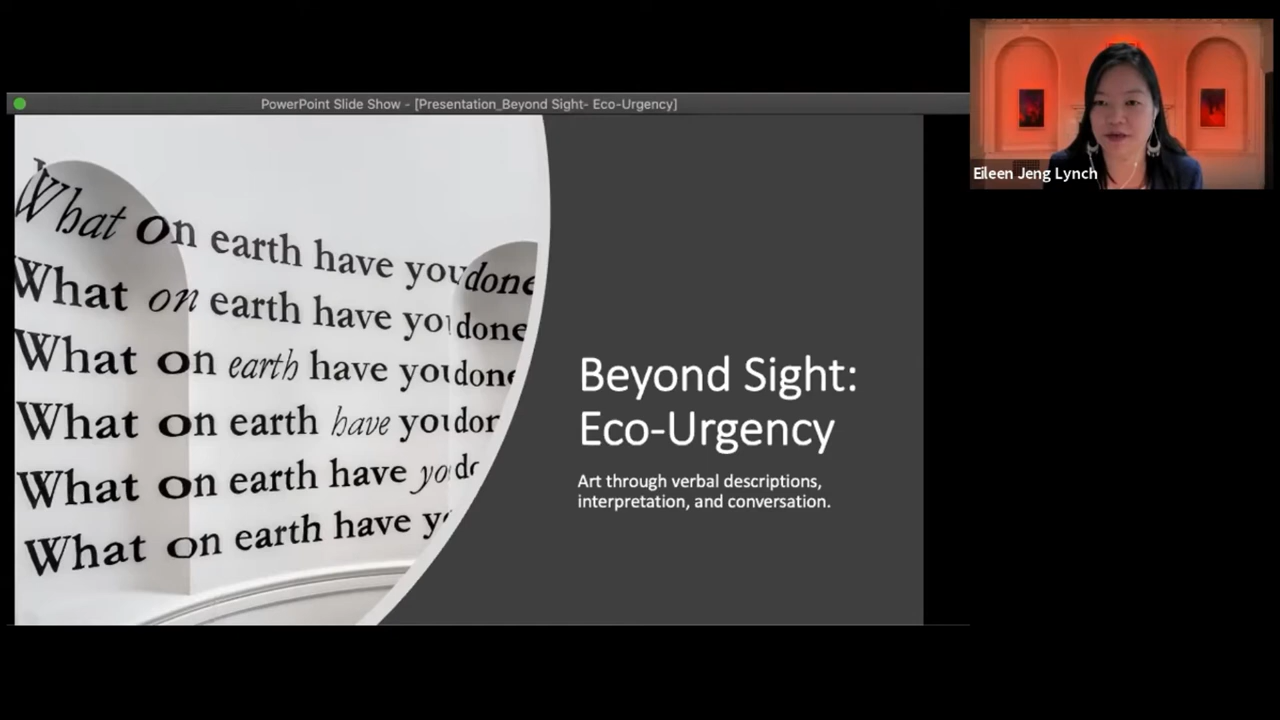 PowerPoint Slide Show - [Presentation_Beyond Sight- Eco-Urgency]
Eileen Jeng Lynch
What on earth have you done
What on earth have you done
What on earth have you done
What on earth have you
What on earth have
What on earth have
Beyond Sight:
Eco-Urgency
Art through verbal descriptions,
interpretation, and conversation.